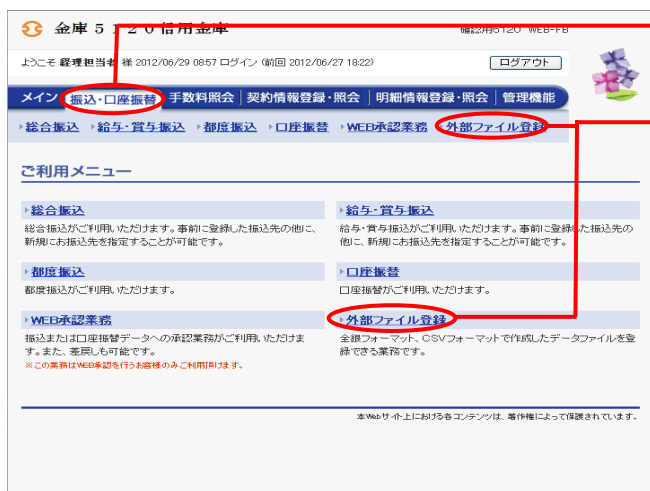 金庫5120信用金庫
確認用5120 WEB-FB
ようこそ 経理担当者 様 2012/06/29 0857 ログイン (前回 2012/06/27 18:22)
ログアウト
メイン 振込・口座振替 手数料照会 契約情報登録・照会 明細情報登録・照会 管理機能
総合振込 給与・賞与振込 都度振込 口座振替 WEB承認業務 外部ファイル登録
ご利用メニュー
総合振込 給与・賞与振込
総合振込がご利用いただけます。事前に登録した振込先の他に、 給与・賞与振込がご利用いただけます。事前に登録した振込先の
新規にお振込先を指定することが可能です。 他に、新規にお振込先を指定することが可能です。
都度振込 口座振替
都度振込がご利用いただけます。 口座振替がご利用いただけます。
WEB承認業務 外部ファイル登録
振込または口座振替データへの承認業務がご利用いただけま 全銀フォーマット、CSVフォーマットで作成したデータファイルを登
す。また、差戻しも可能です。 録できる業務です。
※この業務はWEB承認を行うお客様のみご利用頂けます。
本Webサイト上における各コンテンツは、著作権によって保護されています。